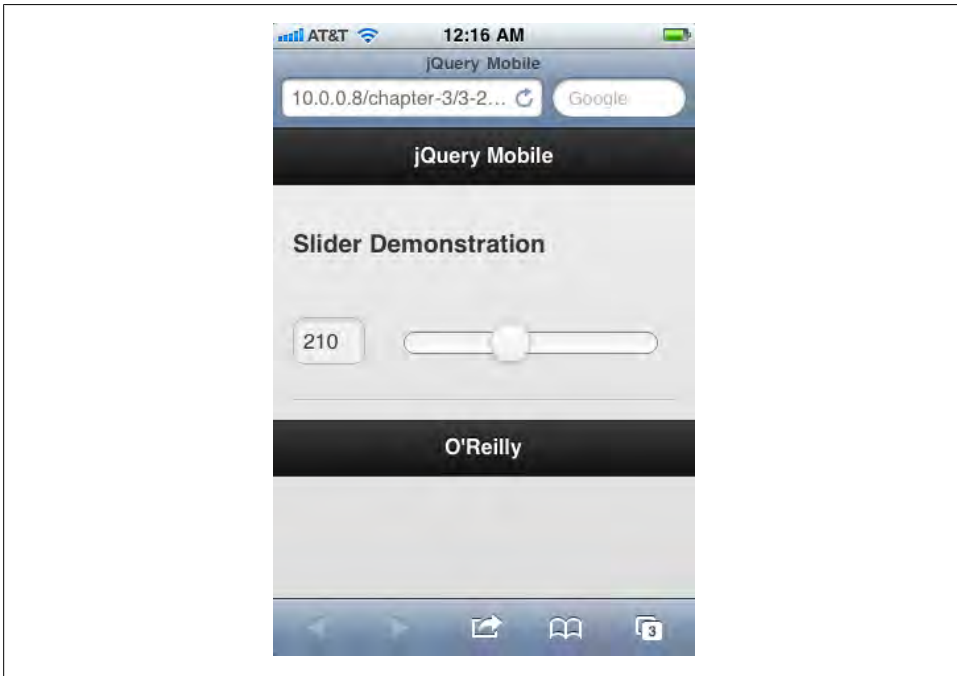 AT&T 12:16 AM
jQuery Mobile
10.0.0.8/chapter-3/3-2... Google
jQuery Mobile
Slider Demonstration
210
O'Reilly
3